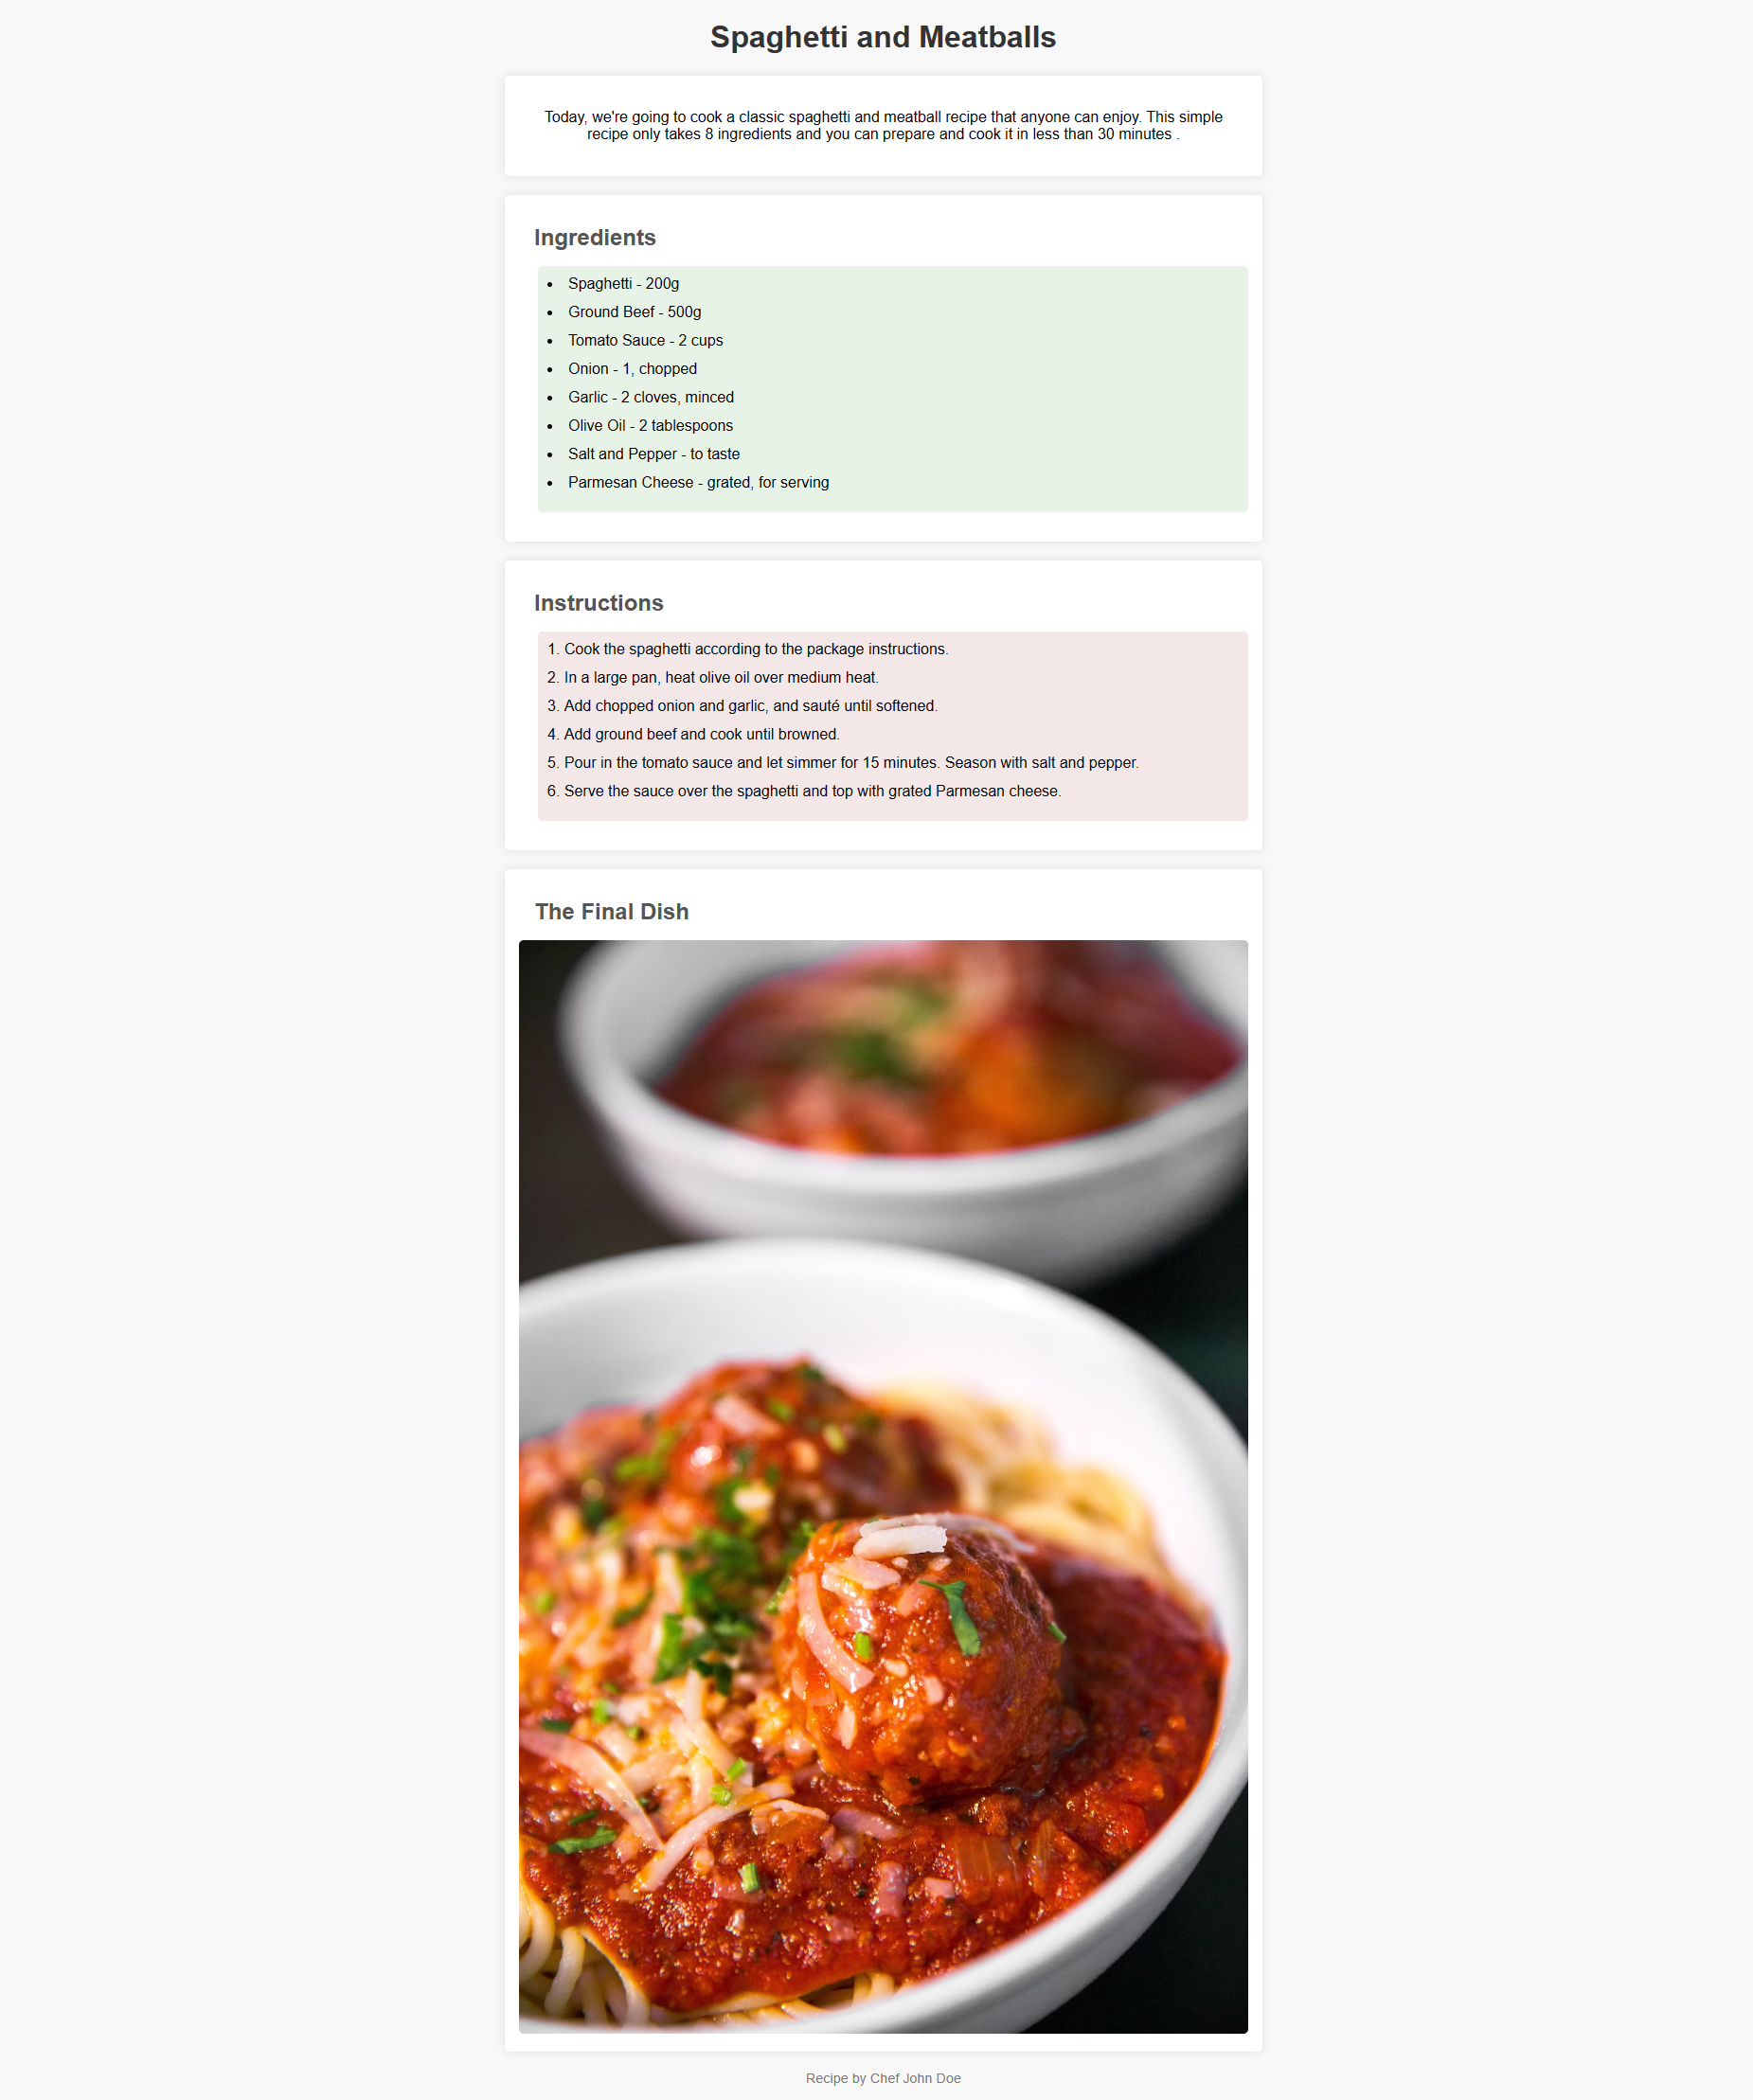 Spaghetti and Meatballs
Today, we're going to cook a classic spaghetti and meatball recipe that anyone can enjoy. This simple
recipe only takes 8 ingredients and you can prepare and cook it in less than 30 minutes .
Ingredients
• Spaghetti - 200g
• Ground Beef - 500g
• Tomato Sauce - 2 cups
• Onion - 1, chopped
• Garlic - 2 cloves, minced
• Olive Oil - 2 tablespoons
• Salt and Pepper - to taste
• Parmesan Cheese - grated, for serving
Instructions
1. Cook the spaghetti according to the package instructions.
2. In a large pan, heat olive oil over medium heat.
3. Add chopped onion and garlic, and sauté until softened.
4. Add ground beef and cook until browned.
5. Pour in the tomato sauce and let simmer for 15 minutes. Season with salt and pepper.
6. Serve the sauce over the spaghetti and top with grated Parmesan cheese.
The Final Dish
Recipe by Chef John Doe